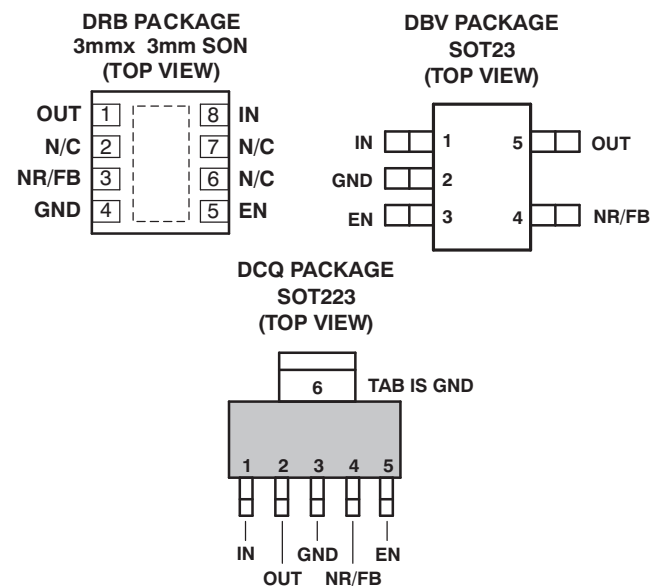 DRB PACKAGE
3mmx 3mm SON
(TOP VIEW)
OUT 1 8 IN
N/C 2 7 N/C
NR/FB 3 6 N/C
GND 4 5 EN
DBV PACKAGE
SOT23
(TOP VIEW)
IN 1 5 OUT
GND 2
EN 3 4 NR/FB
DCQ PACKAGE
SOT223
(TOP VIEW)
6 TAB IS GND
1 2 3 4 5
IN GND EN
OUT NR/FB